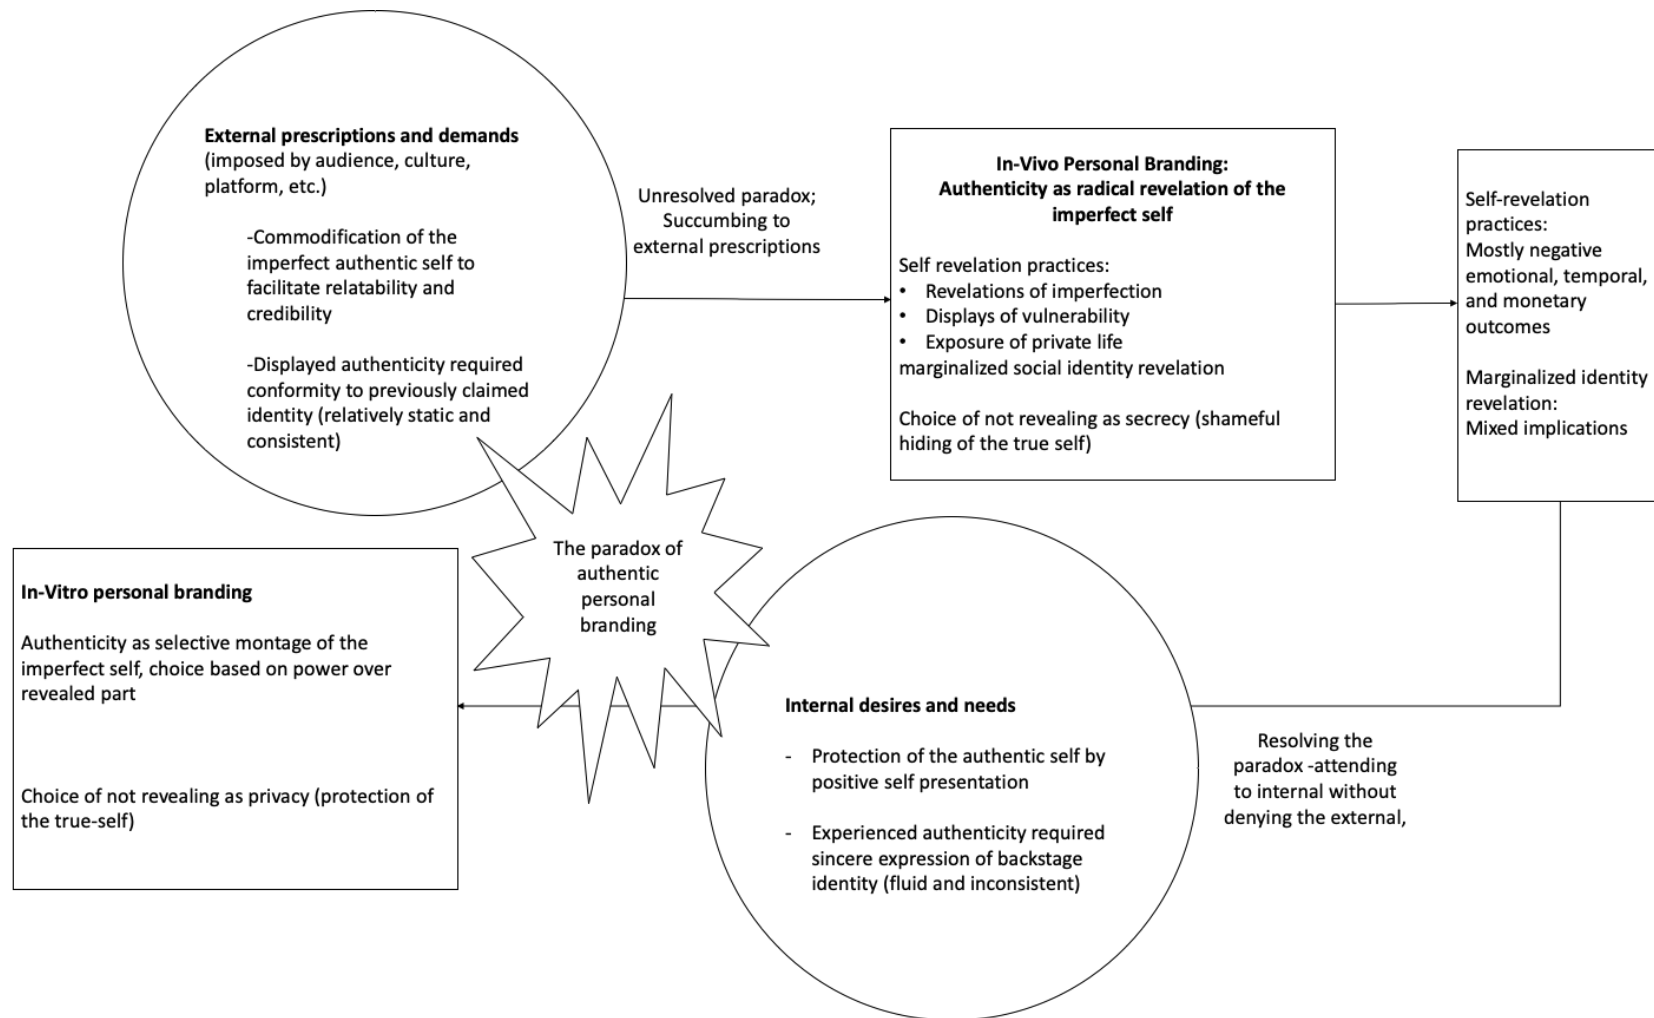 External prescriptions and demands
(imposed by audience, culture,
platform, etc.)
-Commodification of the
imperfect authentic self to
facilitate relatability and
credibility
-Displayed authenticity required
conformity to previously claimed
identity (relatively static and
consistent)
Unresolved paradox;
Succumbing to
external prescriptions
In-Vivo Personal Branding:
Authenticity as radical revelation of the
imperfect self
Self revelation practices:
• Revelations of imperfection
• Displays of vulnerability
• Exposure of private life
marginalized social identity revelation
Choice of not revealing as secrecy (shameful
hiding of the true self)
Self-revelation
practices:
Mostly negative
emotional, temporal,
and monetary
outcomes
Marginalized identity
revelation:
Mixed implications
The paradox of
authentic
personal
branding
In-Vitro personal branding
Authenticity as selective montage of the
imperfect self, choice based on power over
revealed part
Choice of not revealing as privacy (protection of
the true-self)
Internal desires and needs
- Protection of the authentic self by
positive self presentation
- Experienced authenticity required
sincere expression of backstage
identity (fluid and inconsistent)
Resolving the
paradox -attending
to internal without
denying the external,